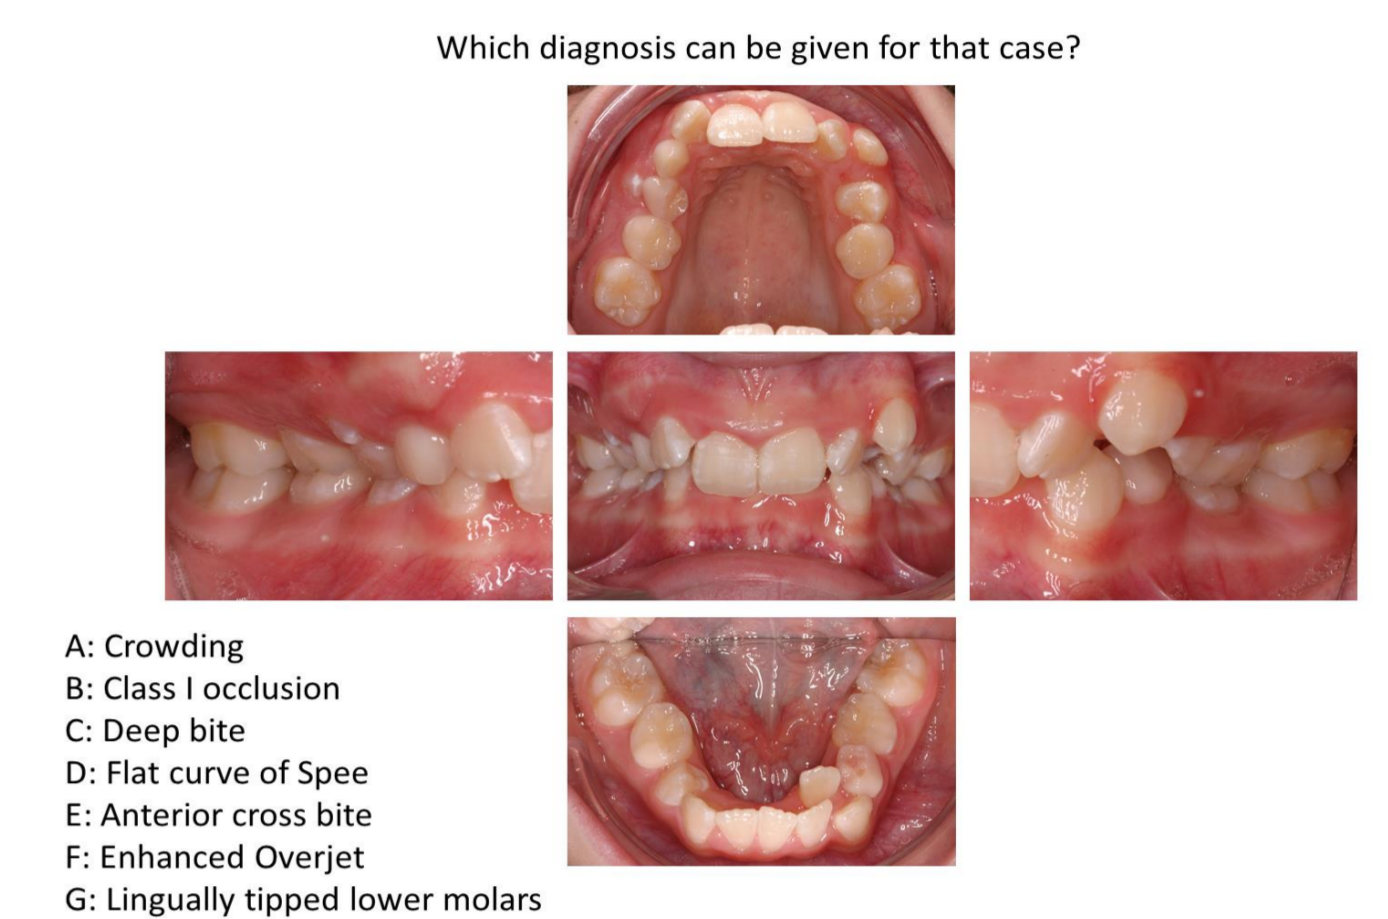 Which diagnosis can be given for that case?
A: Crowding
B: Class I occlusion
C: Deep bite
D: Flat curve of Spee
E: Anterior cross bite
F: Enhanced Overjet
G: Lingually tipped lower molars